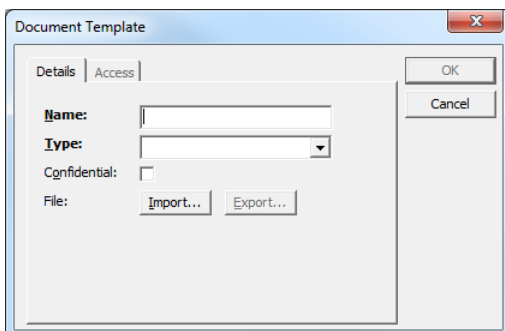 Document Template
Details Access
OK
Cancel
Name:
Type:
Confidential:
File: Import... Export...